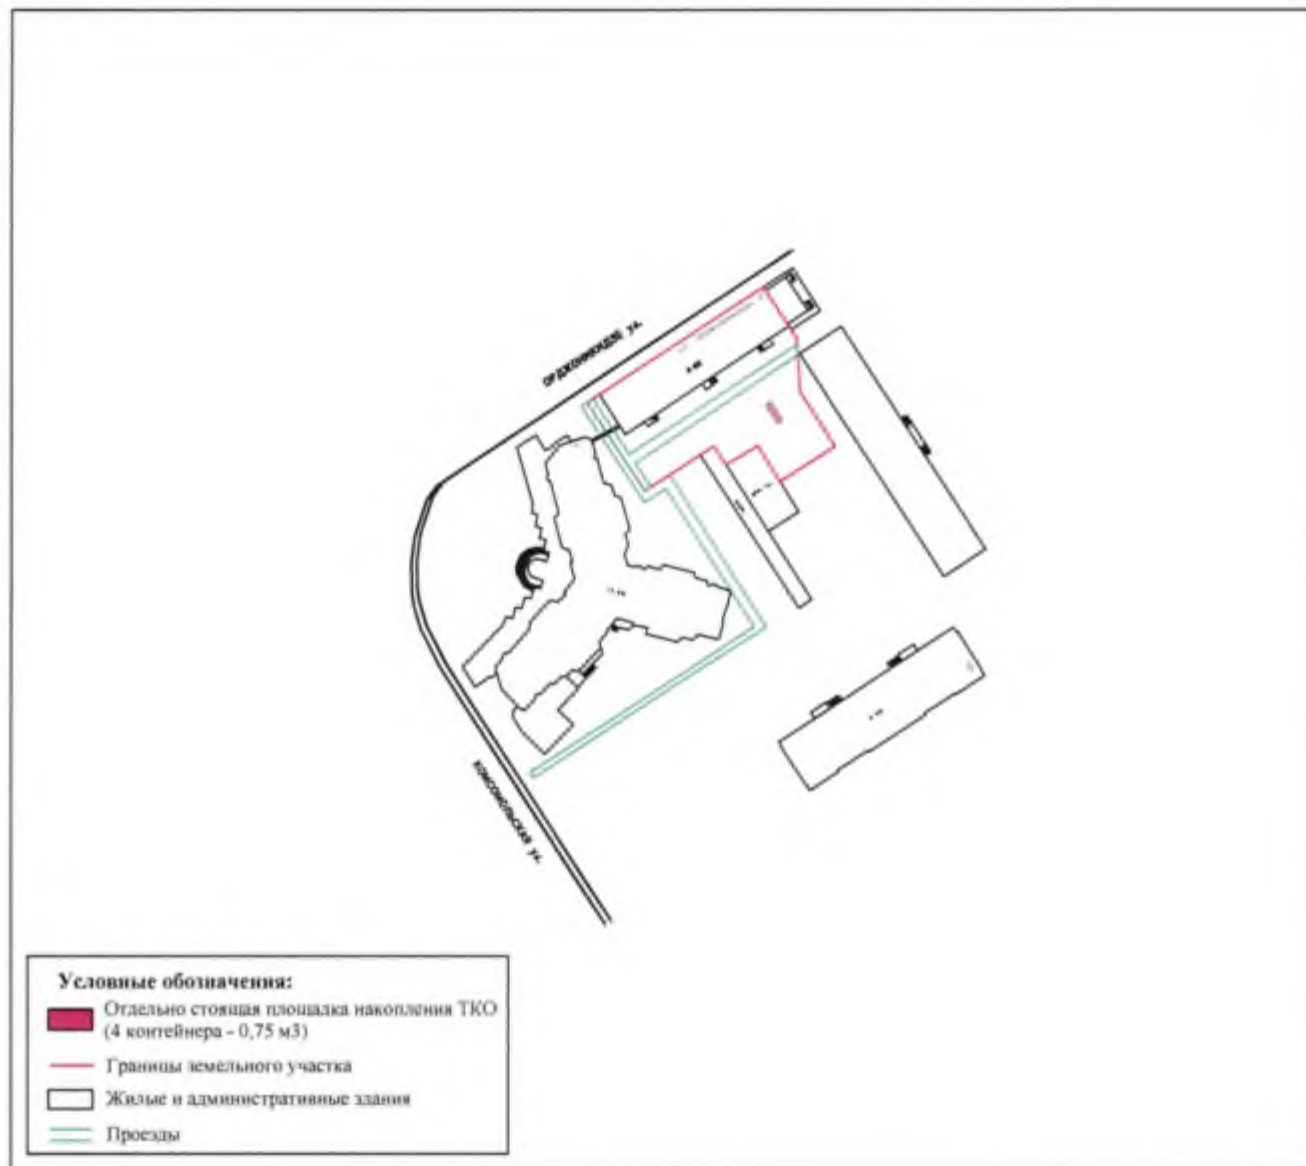 ОРДЖОНИКИДЗЕ ул.
КОМСОМОЛЬСКАЯ ул.
Условные обозначения:
Отдельно стоящая площадка накопления ТКО
(4 контейнера - 0,75 м3)
Границы земельного участка
Жилые и административные здания
Проезды